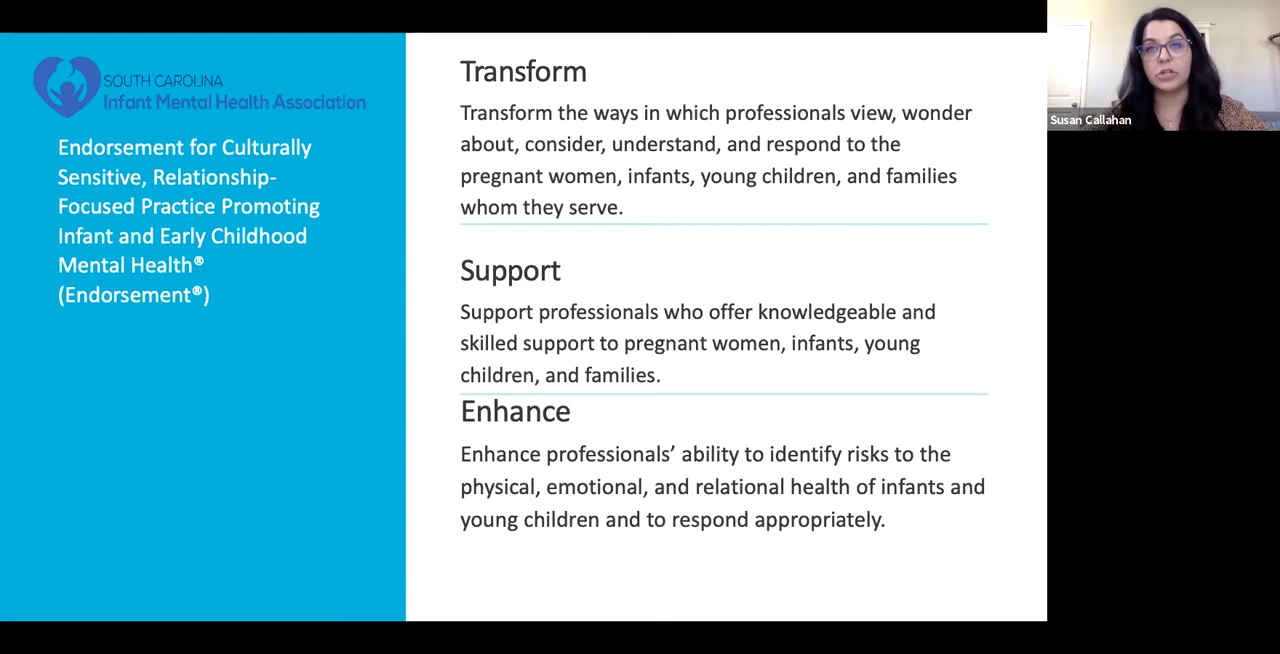 SOUTH CAROLINA
Infant Mental Health Association
Endorsement for Culturally
Sensitive, Relationship-
Focused Practice Promoting
Infant and Early Childhood
Mental Health®
(Endorsement®)
Transform
Transform the ways in which professionals view, wonder
about, consider, understand, and respond to the
pregnant women, infants, young children, and families
whom they serve.
Support
Support professionals who offer knowledgeable and
skilled support to pregnant women, infants, young
children, and families.
Enhance
Enhance professionals’ ability to identify risks to the
physical, emotional, and relational health of infants and
young children and to respond appropriately.
Susan Callahan